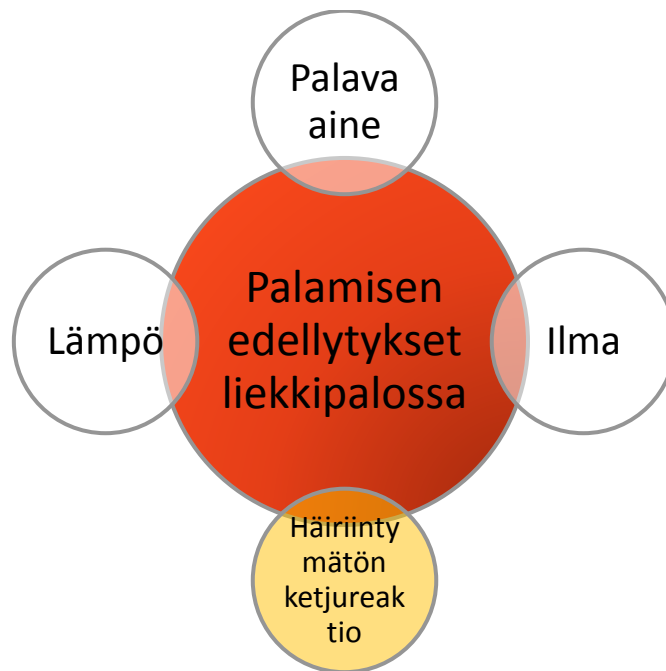 Palava
aine
Palamisen
edellytykset
liekkipalossa
Lämpö
Ilma
Häiriinty
mätön
ketjureak
tio